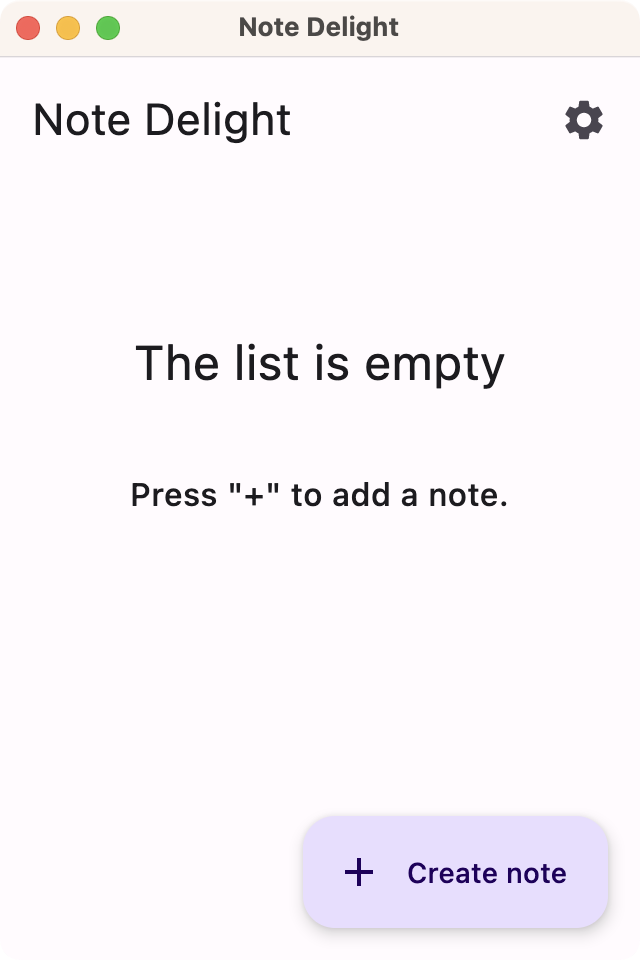 Note Delight
Note Delight
The list is empty
Press "+" to add a note.
+ Create note